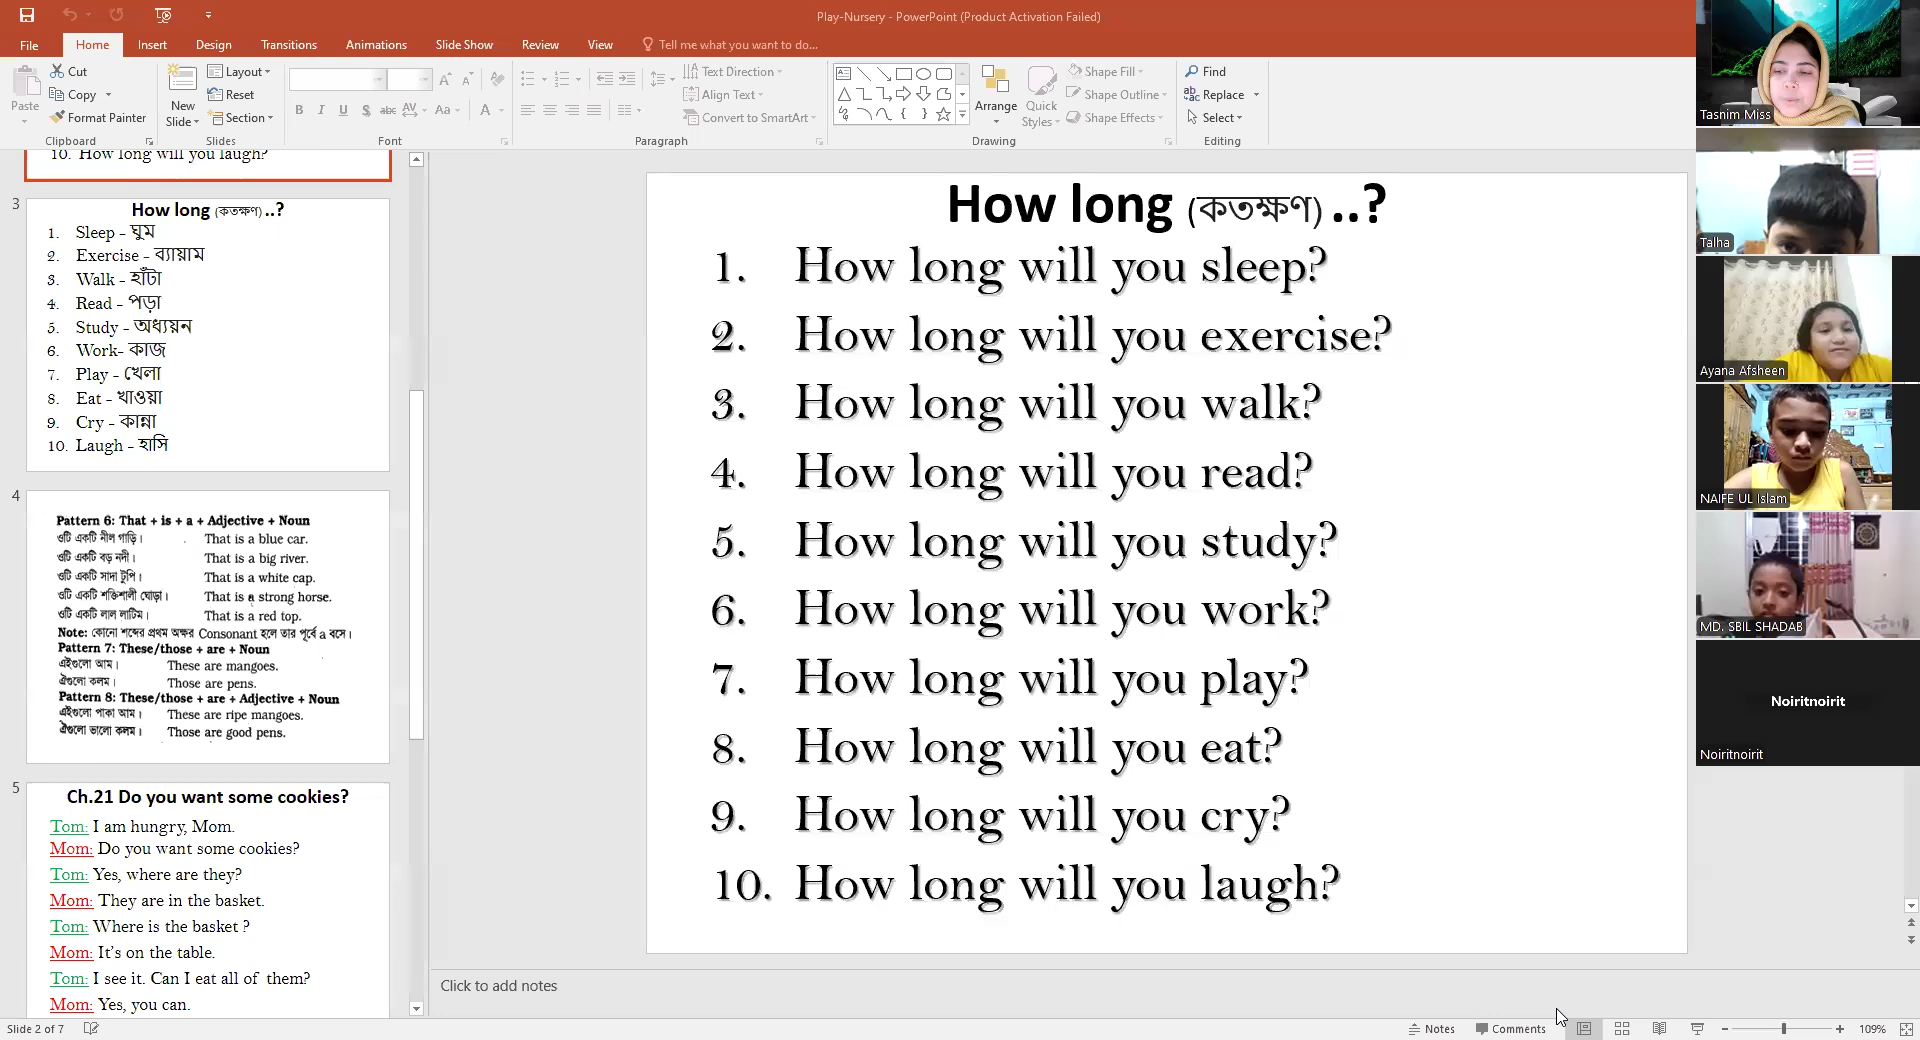 Play-Nursery - PowerPoint (Product Activation Failed)
File Home Insert Design Transitions Animations Slide Show Review View Tell me what you want to do...
Paste
Cut
Copy
Format Painter
Clipboard
New Slide
Layout
Reset
Section
Slides
Font
Text Direction
Align Text
Convert to SmartArt
Paragraph
Arrange
Quick Styles
Shape Fill
Shape Outline
Shape Effects
Drawing
Find
Replace
Select
Editing
10. How long will you laugh?
3
How long (কতক্ষণ) ..?
1. Sleep - ঘুম
2. Exercise - ব্যায়াম
3. Walk - হাঁটা
4. Read - পড়া
5. Study - অধ্যয়ন
6. Work- কাজ
7. Play - খেলা
8. Eat - খাওয়া
9. Cry - কান্না
10. Laugh - হাসি
4
Pattern 6: That + is + a + Adjective + Noun
ওটি একটি নীল গাড়ি। That is a blue car.
ওটি একটি বড় নদী। That is a big river.
ওটি একটি সাদা টুপি। That is a white cap.
ওটি একটি শক্তিশালী ঘোড়া। That is a strong horse.
ওটি একটি লাল লাটিম। That is a red top.
Note: কোনো শব্দের প্রথম অক্ষর Consonant হলে তার পূর্বে a বসে।
Pattern 7: These/those + are + Noun
এইগুলো আম। These are mangoes.
ঐগুলো কলম। Those are pens.
Pattern 8: These/those + are + Adjective + Noun
এইগুলো পাকা আম। These are ripe mangoes.
ঐগুলো ভালো কলম। Those are good pens.
5
Ch.21 Do you want some cookies?
Tom: I am hungry, Mom.
Mom: Do you want some cookies?
Tom: Yes, where are they?
Mom: They are in the basket.
Tom: Where is the basket ?
Mom: It's on the table.
Tom: I see it. Can I eat all of them?
Mom: Yes, you can.
How long (কতক্ষণ) ..?
1. How long will you sleep?
2. How long will you exercise?
3. How long will you walk?
4. How long will you read?
5. How long will you study?
6. How long will you work?
7. How long will you play?
8. How long will you eat?
9. How long will you cry?
10. How long will you laugh?
Click to add notes
Slide 2 of 7
Notes Comments 109%
Tasnim Miss
Talha
Ayana Afsheen
NAIFE UL Islam
MD. SBIL SHADAB
Noiritnoirit
Noiritnoirit